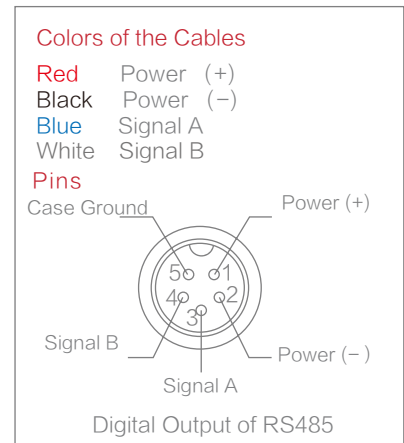 Colors of the Cables
Red Power (+)
Black Power (−)
Blue Signal A
White Signal B
Pins
Case Ground
Power (+)
5 1
4 2
3
Signal B
Power (−)
Signal A
Digital Output of RS485